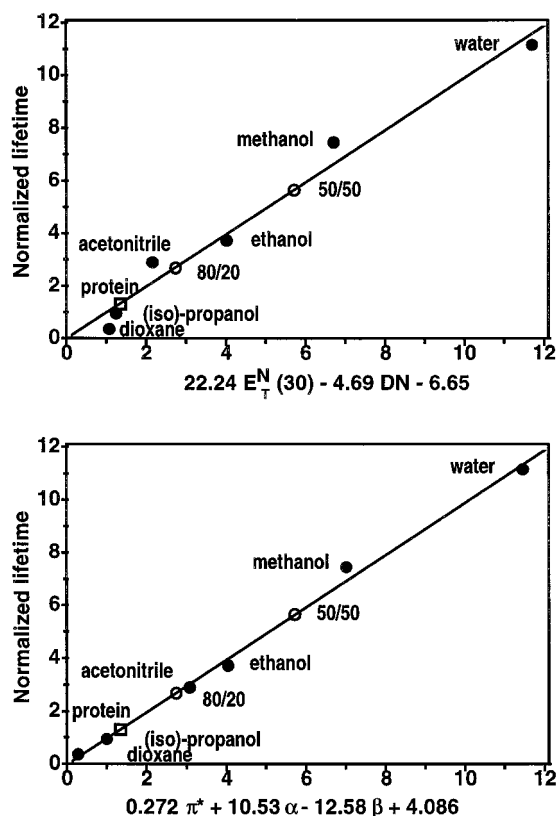 12
10
8
6
4
2
0
Normalized lifetime
water
methanol
50/50
acetonitrile
ethanol
80/20
protein
(iso)-propanol
dioxane
0 2 4 6 8 10 12
22.24 E_T^N (30) - 4.69 DN - 6.65
12
10
8
6
4
2
0
Normalized lifetime
water
methanol
50/50
acetonitrile
ethanol
80/20
protein
(iso)-propanol
dioxane
0 2 4 6 8 10 12
0.272 π* + 10.53 α - 12.58 β + 4.086